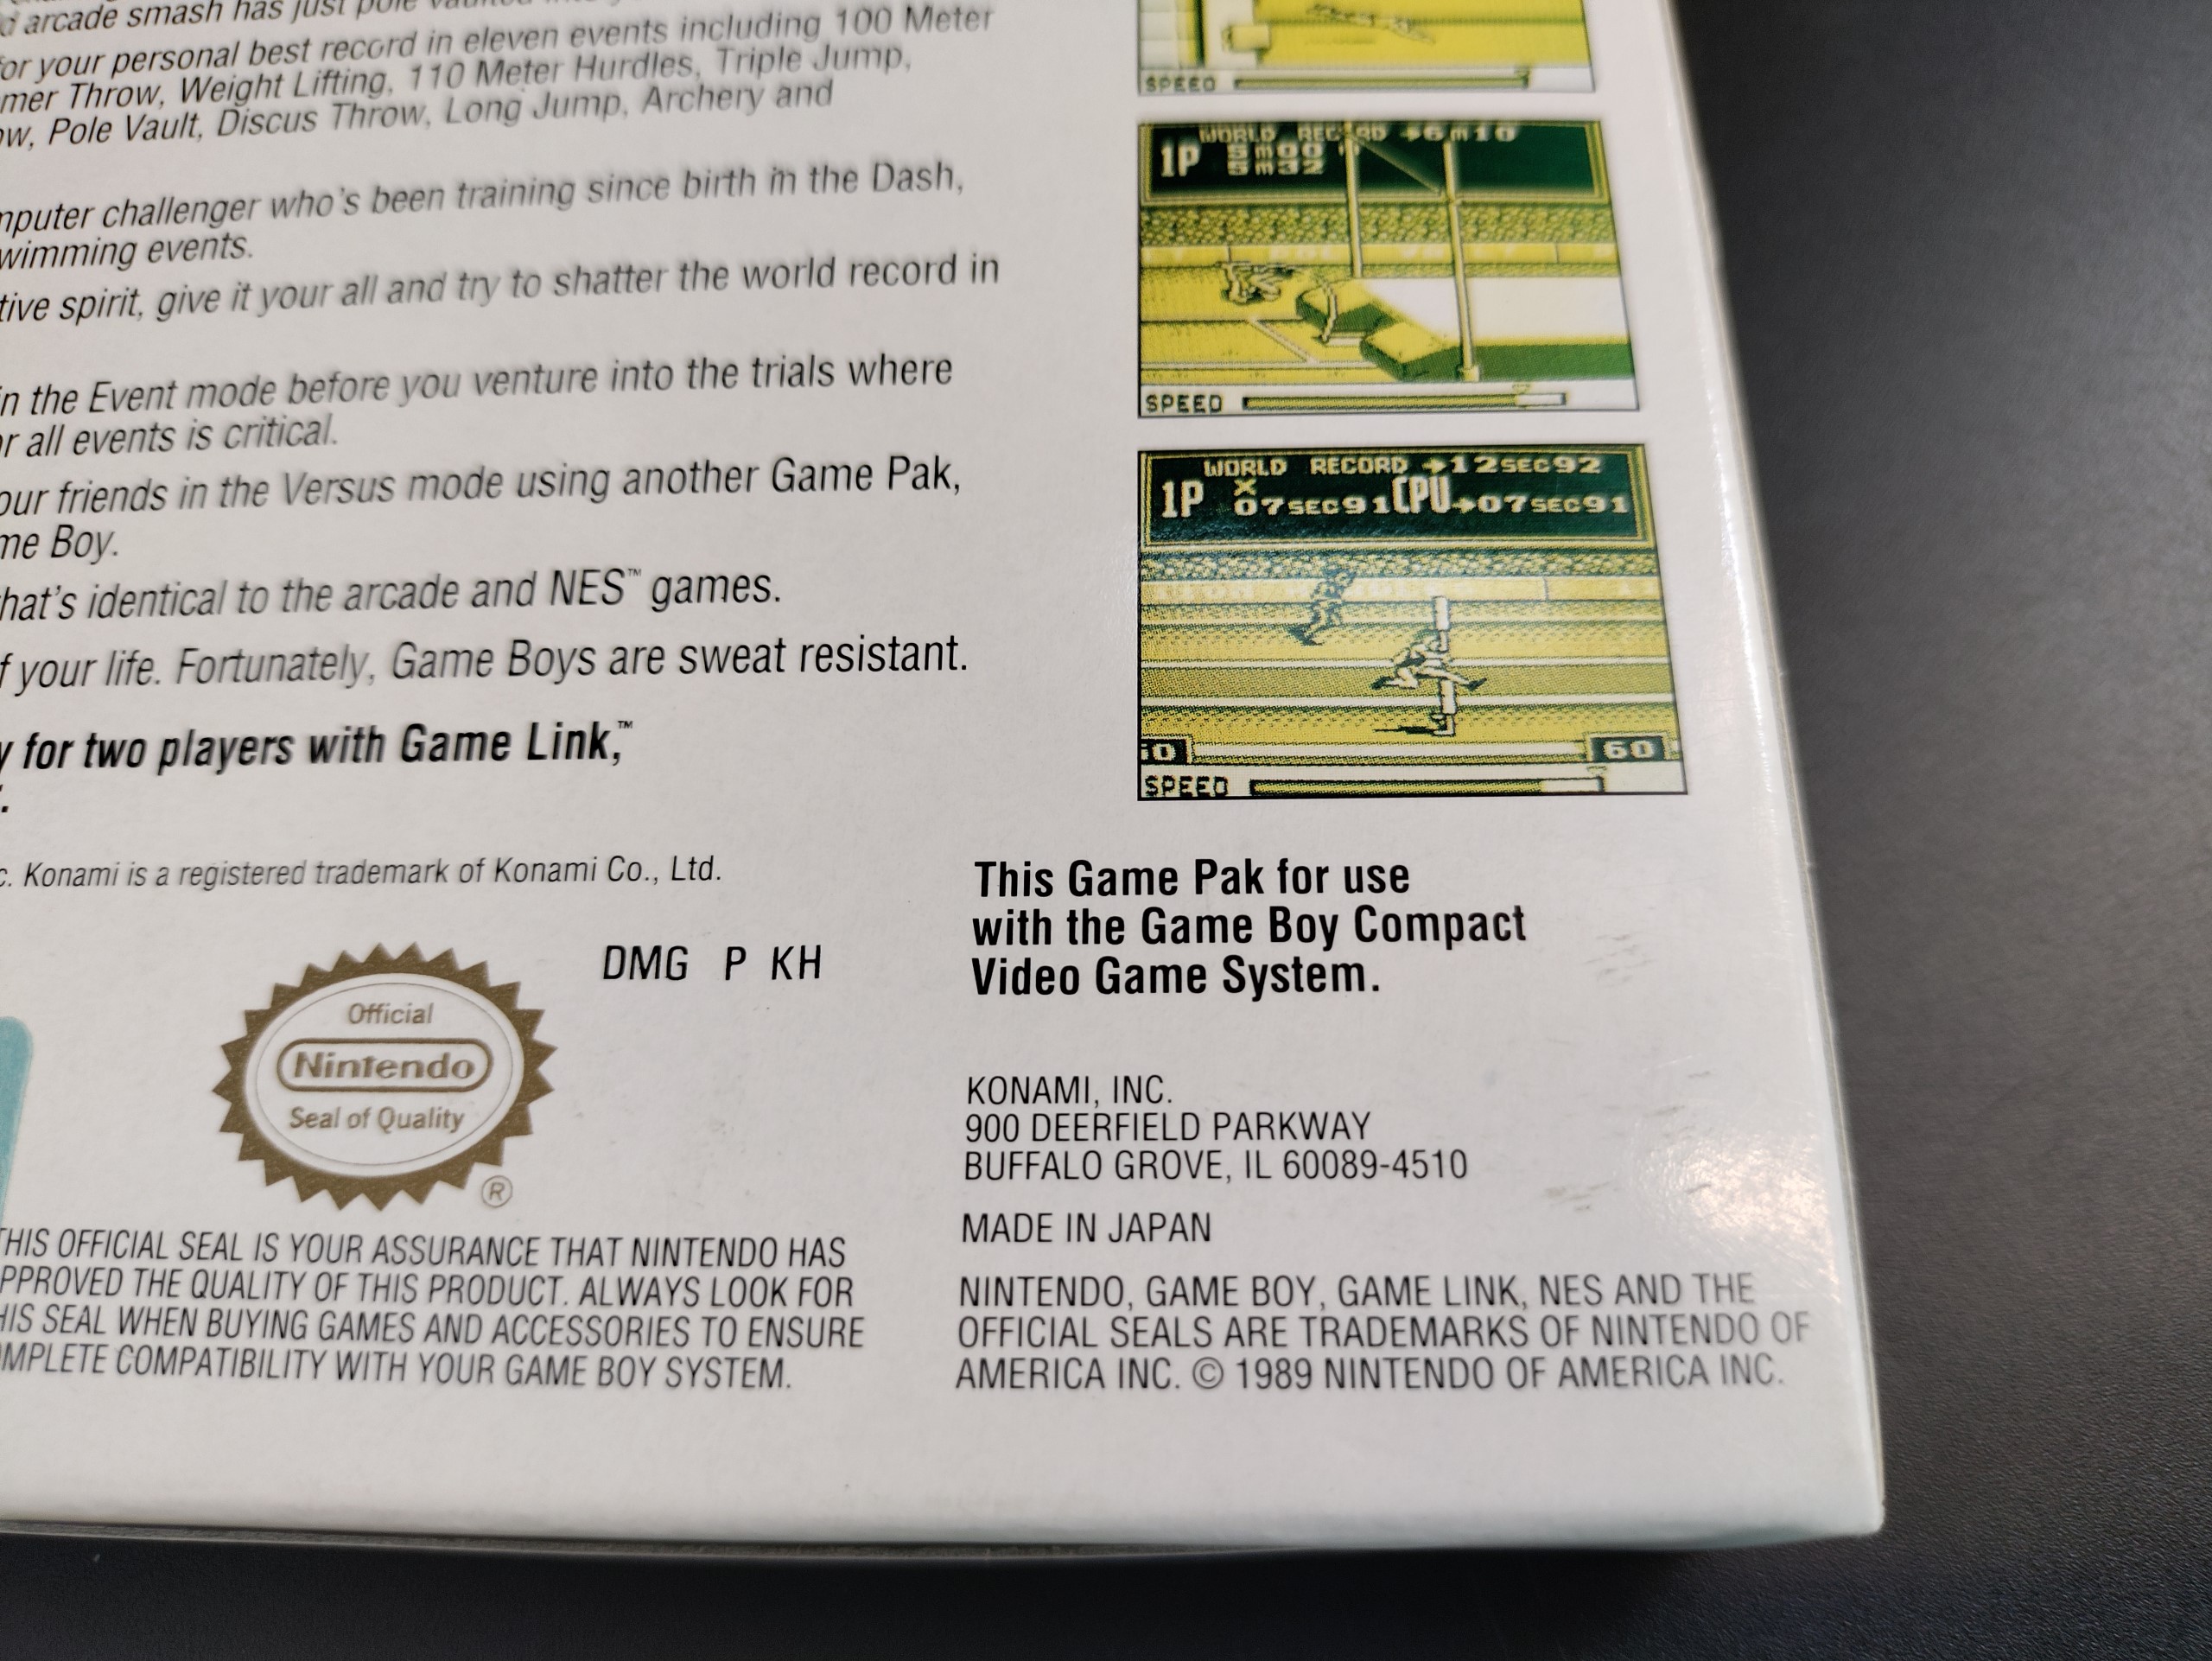 arcade smash has just pole vaulted
for your personal best record in eleven events including 100 Meter
mer Throw, Weight Lifting, 110 Meter Hurdles, Triple Jump,
ow, Pole Vault, Discus Throw, Long Jump, Archery and
mputer challenger who's been training since birth in the Dash,
wimming events.
tive spirit, give it your all and try to shatter the world record in
in the Event mode before you venture into the trials where
or all events is critical.
our friends in the Versus mode using another Game Pak,
me Boy.
hat's identical to the arcade and NES™ games.
f your life. Fortunately, Game Boys are sweat resistant.
y for two players with Game Link,™
c. Konami is a registered trademark of Konami Co., Ltd.
DMG P KH
Official
Nintendo
Seal of Quality
®
THIS OFFICIAL SEAL IS YOUR ASSURANCE THAT NINTENDO HAS
PPROVED THE QUALITY OF THIS PRODUCT. ALWAYS LOOK FOR
HIS SEAL WHEN BUYING GAMES AND ACCESSORIES TO ENSURE
OMPLETE COMPATIBILITY WITH YOUR GAME BOY SYSTEM.
SPEED
WORLD RECORD →6m10
1P 5m00
5m32
SPEED
WORLD RECORD →12SEC92
1P X 07SEC91 CPU→07SEC91
60
SPEED
This Game Pak for use
with the Game Boy Compact
Video Game System.
KONAMI, INC.
900 DEERFIELD PARKWAY
BUFFALO GROVE, IL 60089-4510
MADE IN JAPAN
NINTENDO, GAME BOY, GAME LINK, NES AND THE
OFFICIAL SEALS ARE TRADEMARKS OF NINTENDO OF
AMERICA INC. © 1989 NINTENDO OF AMERICA INC.